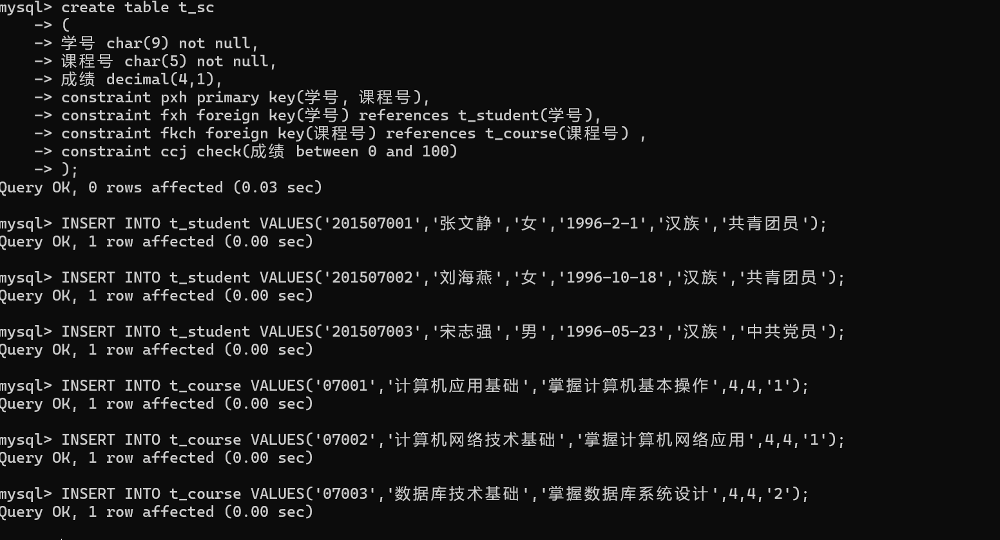 mysql> create table t_sc
    -> (
    -> 学号 char(9) not null,
    -> 课程号 char(5) not null,
    -> 成绩 decimal(4,1),
    -> constraint pxh primary key(学号, 课程号),
    -> constraint fxh foreign key(学号) references t_student(学号),
    -> constraint fkch foreign key(课程号) references t_course(课程号) ,
    -> constraint ccj check(成绩 between 0 and 100)
    -> );
Query OK, 0 rows affected (0.03 sec)
mysql> INSERT INTO t_student VALUES('201507001','张文静','女','1996-2-1','汉族','共青团员');
Query OK, 1 row affected (0.00 sec)
mysql> INSERT INTO t_student VALUES('201507002','刘海燕','女','1996-10-18','汉族','共青团员');
Query OK, 1 row affected (0.00 sec)
mysql> INSERT INTO t_student VALUES('201507003','宋志强','男','1996-05-23','汉族','中共党员');
Query OK, 1 row affected (0.00 sec)
mysql> INSERT INTO t_course VALUES('07001','计算机应用基础','掌握计算机基本操作',4,4,'1');
Query OK, 1 row affected (0.00 sec)
mysql> INSERT INTO t_course VALUES('07002','计算机网络技术基础','掌握计算机网络应用',4,4,'1');
Query OK, 1 row affected (0.00 sec)
mysql> INSERT INTO t_course VALUES('07003','数据库技术基础','掌握数据库系统设计',4,4,'2');
Query OK, 1 row affected (0.00 sec)